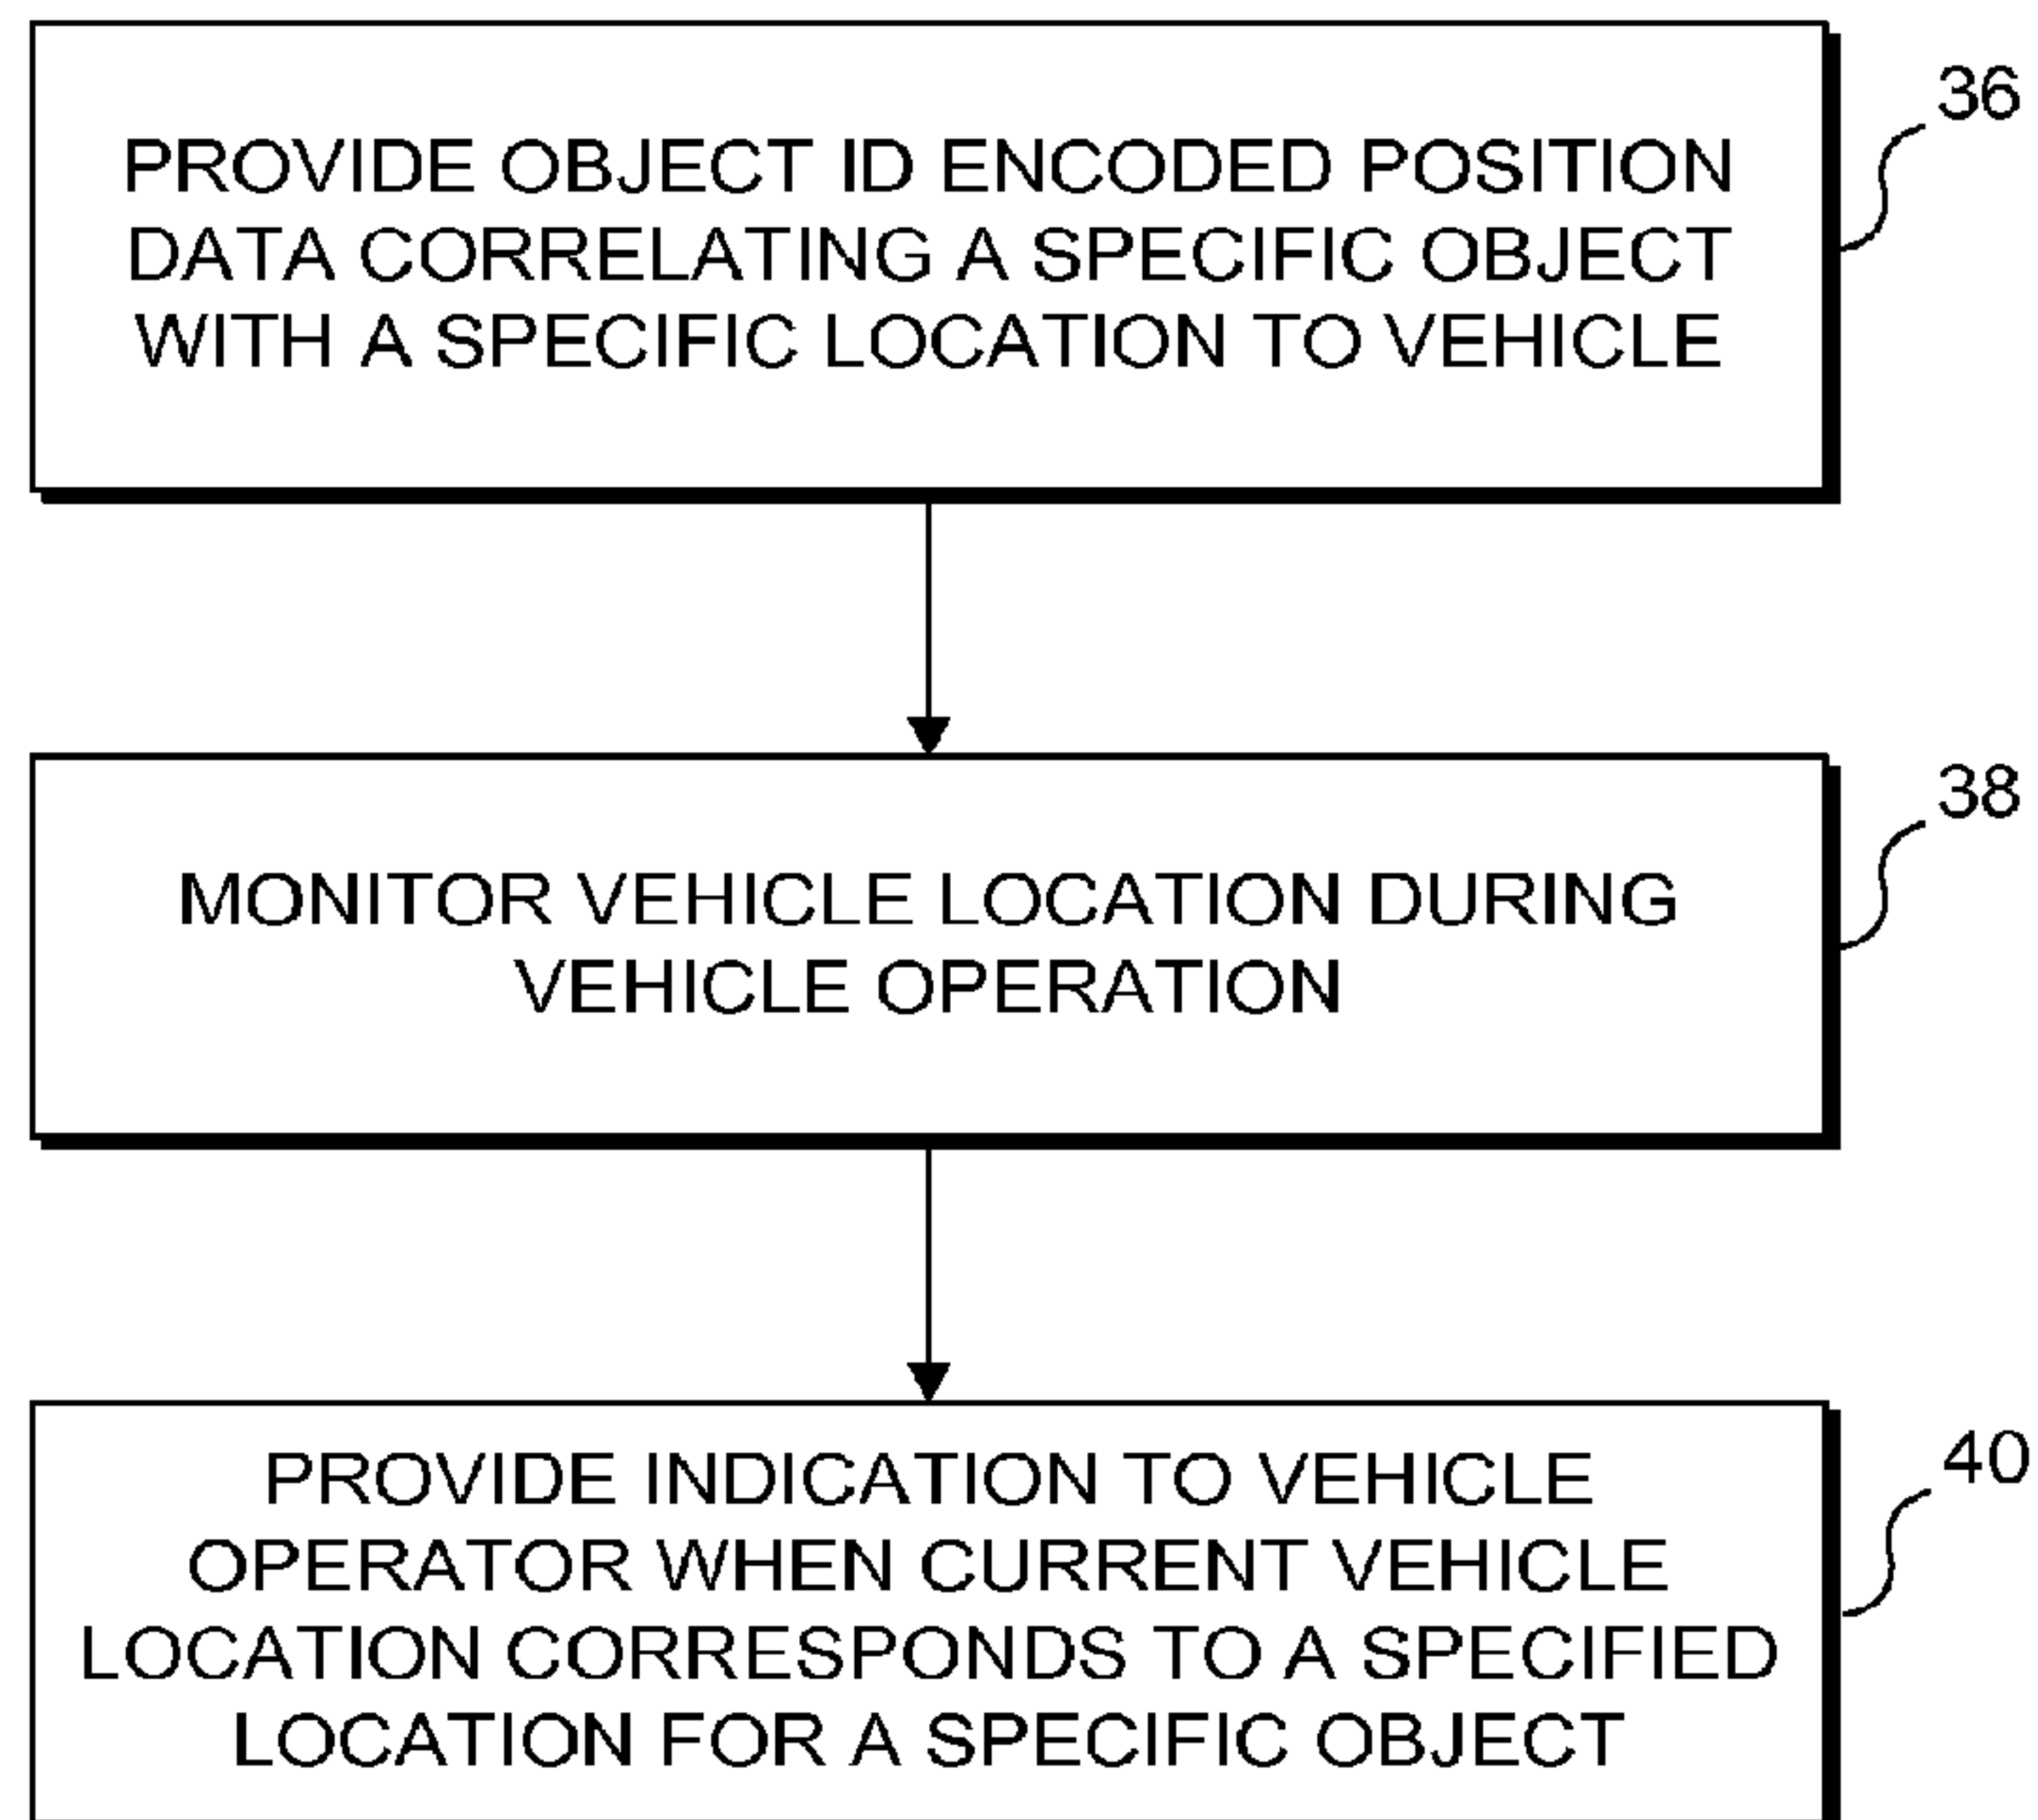 36
PROVIDE OBJECT ID ENCODED POSITION
DATA CORRELATING A SPECIFIC OBJECT
WITH A SPECIFIC LOCATION TO VEHICLE
38
MONITOR VEHICLE LOCATION DURING
VEHICLE OPERATION
40
PROVIDE INDICATION TO VEHICLE
OPERATOR WHEN CURRENT VEHICLE
LOCATION CORRESPONDS TO A SPECIFIED
LOCATION FOR A SPECIFIC OBJECT